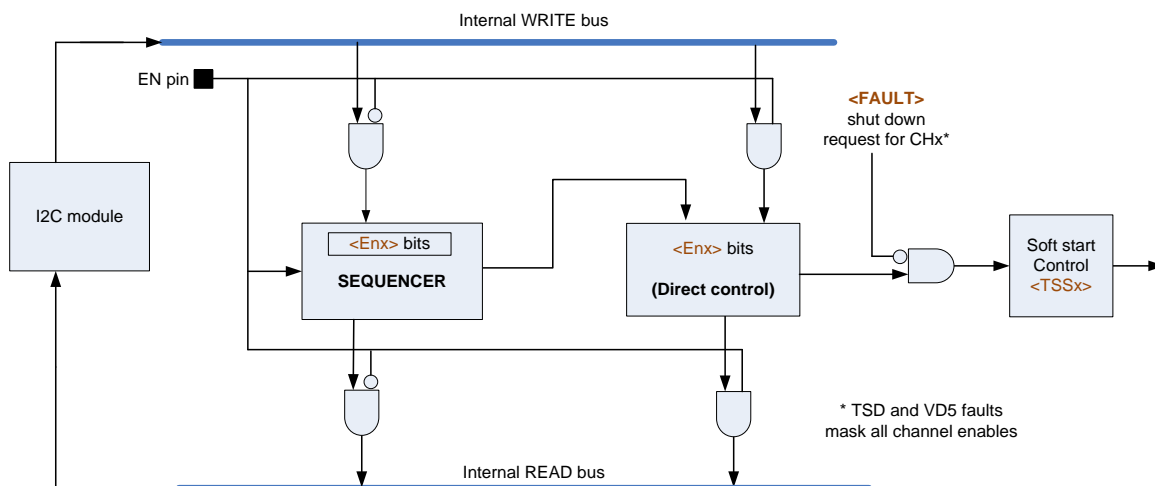 Internal WRITE bus
EN pin
<FAULT>
shut down
request for CHx*
I2C module
<Enx> bits
SEQUENCER
<Enx> bits
(Direct control)
Soft start
Control
<TSSx>
* TSD and VD5 faults
mask all channel enables
Internal READ bus